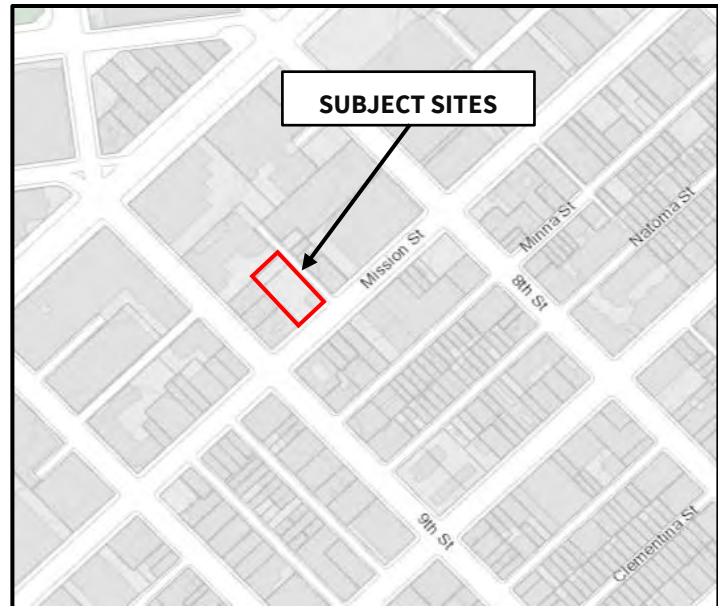 SUBJECT SITES
Mission St
Minna St
Natoma St
8th St
9th St
Clementina St